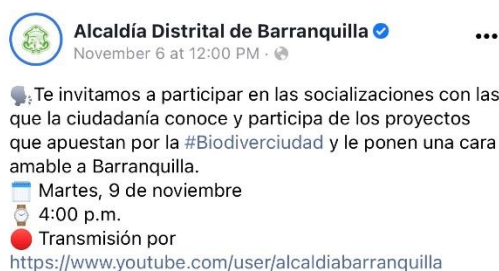 Alcaldía Distrital de Barranquilla
November 6 at 12:00 PM ·
Te invitamos a participar en las socializaciones con las
que la ciudadanía conoce y participa de los proyectos
que apuestan por la #Biodiverciudad y le ponen una cara
amable a Barranquilla.
Martes, 9 de noviembre
4:00 p.m.
Transmisión por
https://www.youtube.com/user/alcaldiabarranquilla